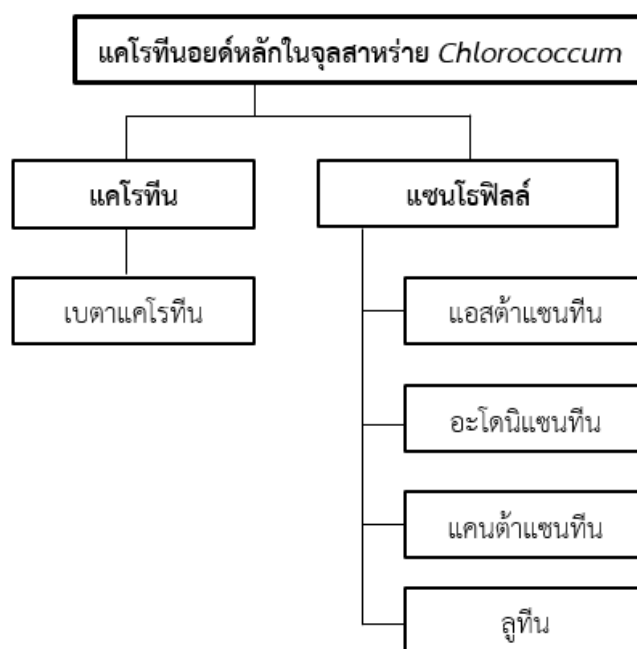 แคโรทีนอยด์หลักในจุลสาหร่าย Chlorococcum
แคโรทีน
แซนโธฟิลล์
เบตาแคโรทีน
แอสต้าแซนทีน
อะโดนิแซนทีน
แคนต้าแซนทีน
ลูทีน